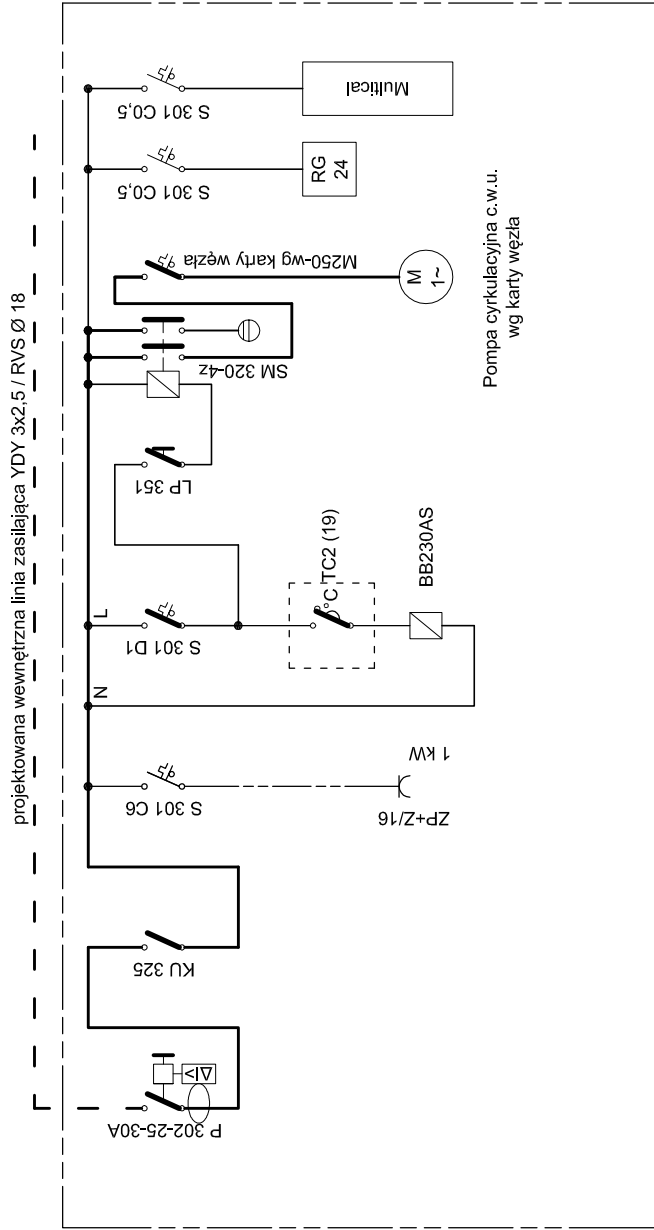 projektowana wewnętrzna linia zasilająca YDY 3x2,5 / RVS Ø 18
P 302-25-30A
ΔI>
KU 325
S 301 C6
ZP+Z/16
1 kW
N
L
S 301 D1
°C
TC2 (19)
BB230AS
LP 351
SM 320-4z
M250-wg karty węzła
M
1~
Pompa cyrkulacyjna c.w.u.
wg karty węzła
S 301 C0,5
RG
24
S 301 C0,5
Multical